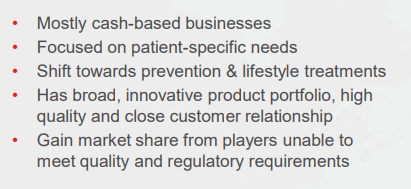 • Mostly cash-based businesses
• Focused on patient-specific needs
• Shift towards prevention & lifestyle treatments
• Has broad, innovative product portfolio, high
quality and close customer relationship
• Gain market share from players unable to
meet quality and regulatory requirements